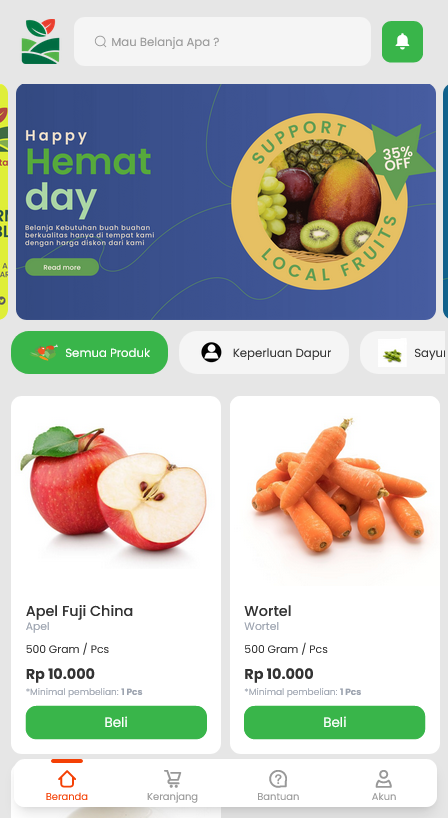 Mau Belanja Apa ?
Happy
Hemat
day
Belanja Kebutuhan buah buahan
berkualitas hanya di tempat kami
dengan harga diskon dari kami
Read more
SUPPORT
LOCAL FRUITS
35%
OFF
Semua Produk
Keperluan Dapur
Apel Fuji China
Apel
500 Gram / Pcs
Rp 10.000
*Minimal pembelian: 1 Pcs
Beli
Wortel
Wortel
500 Gram / Pcs
Rp 10.000
*Minimal pembelian: 1 Pcs
Beli
Beranda
Keranjang
Bantuan
Akun